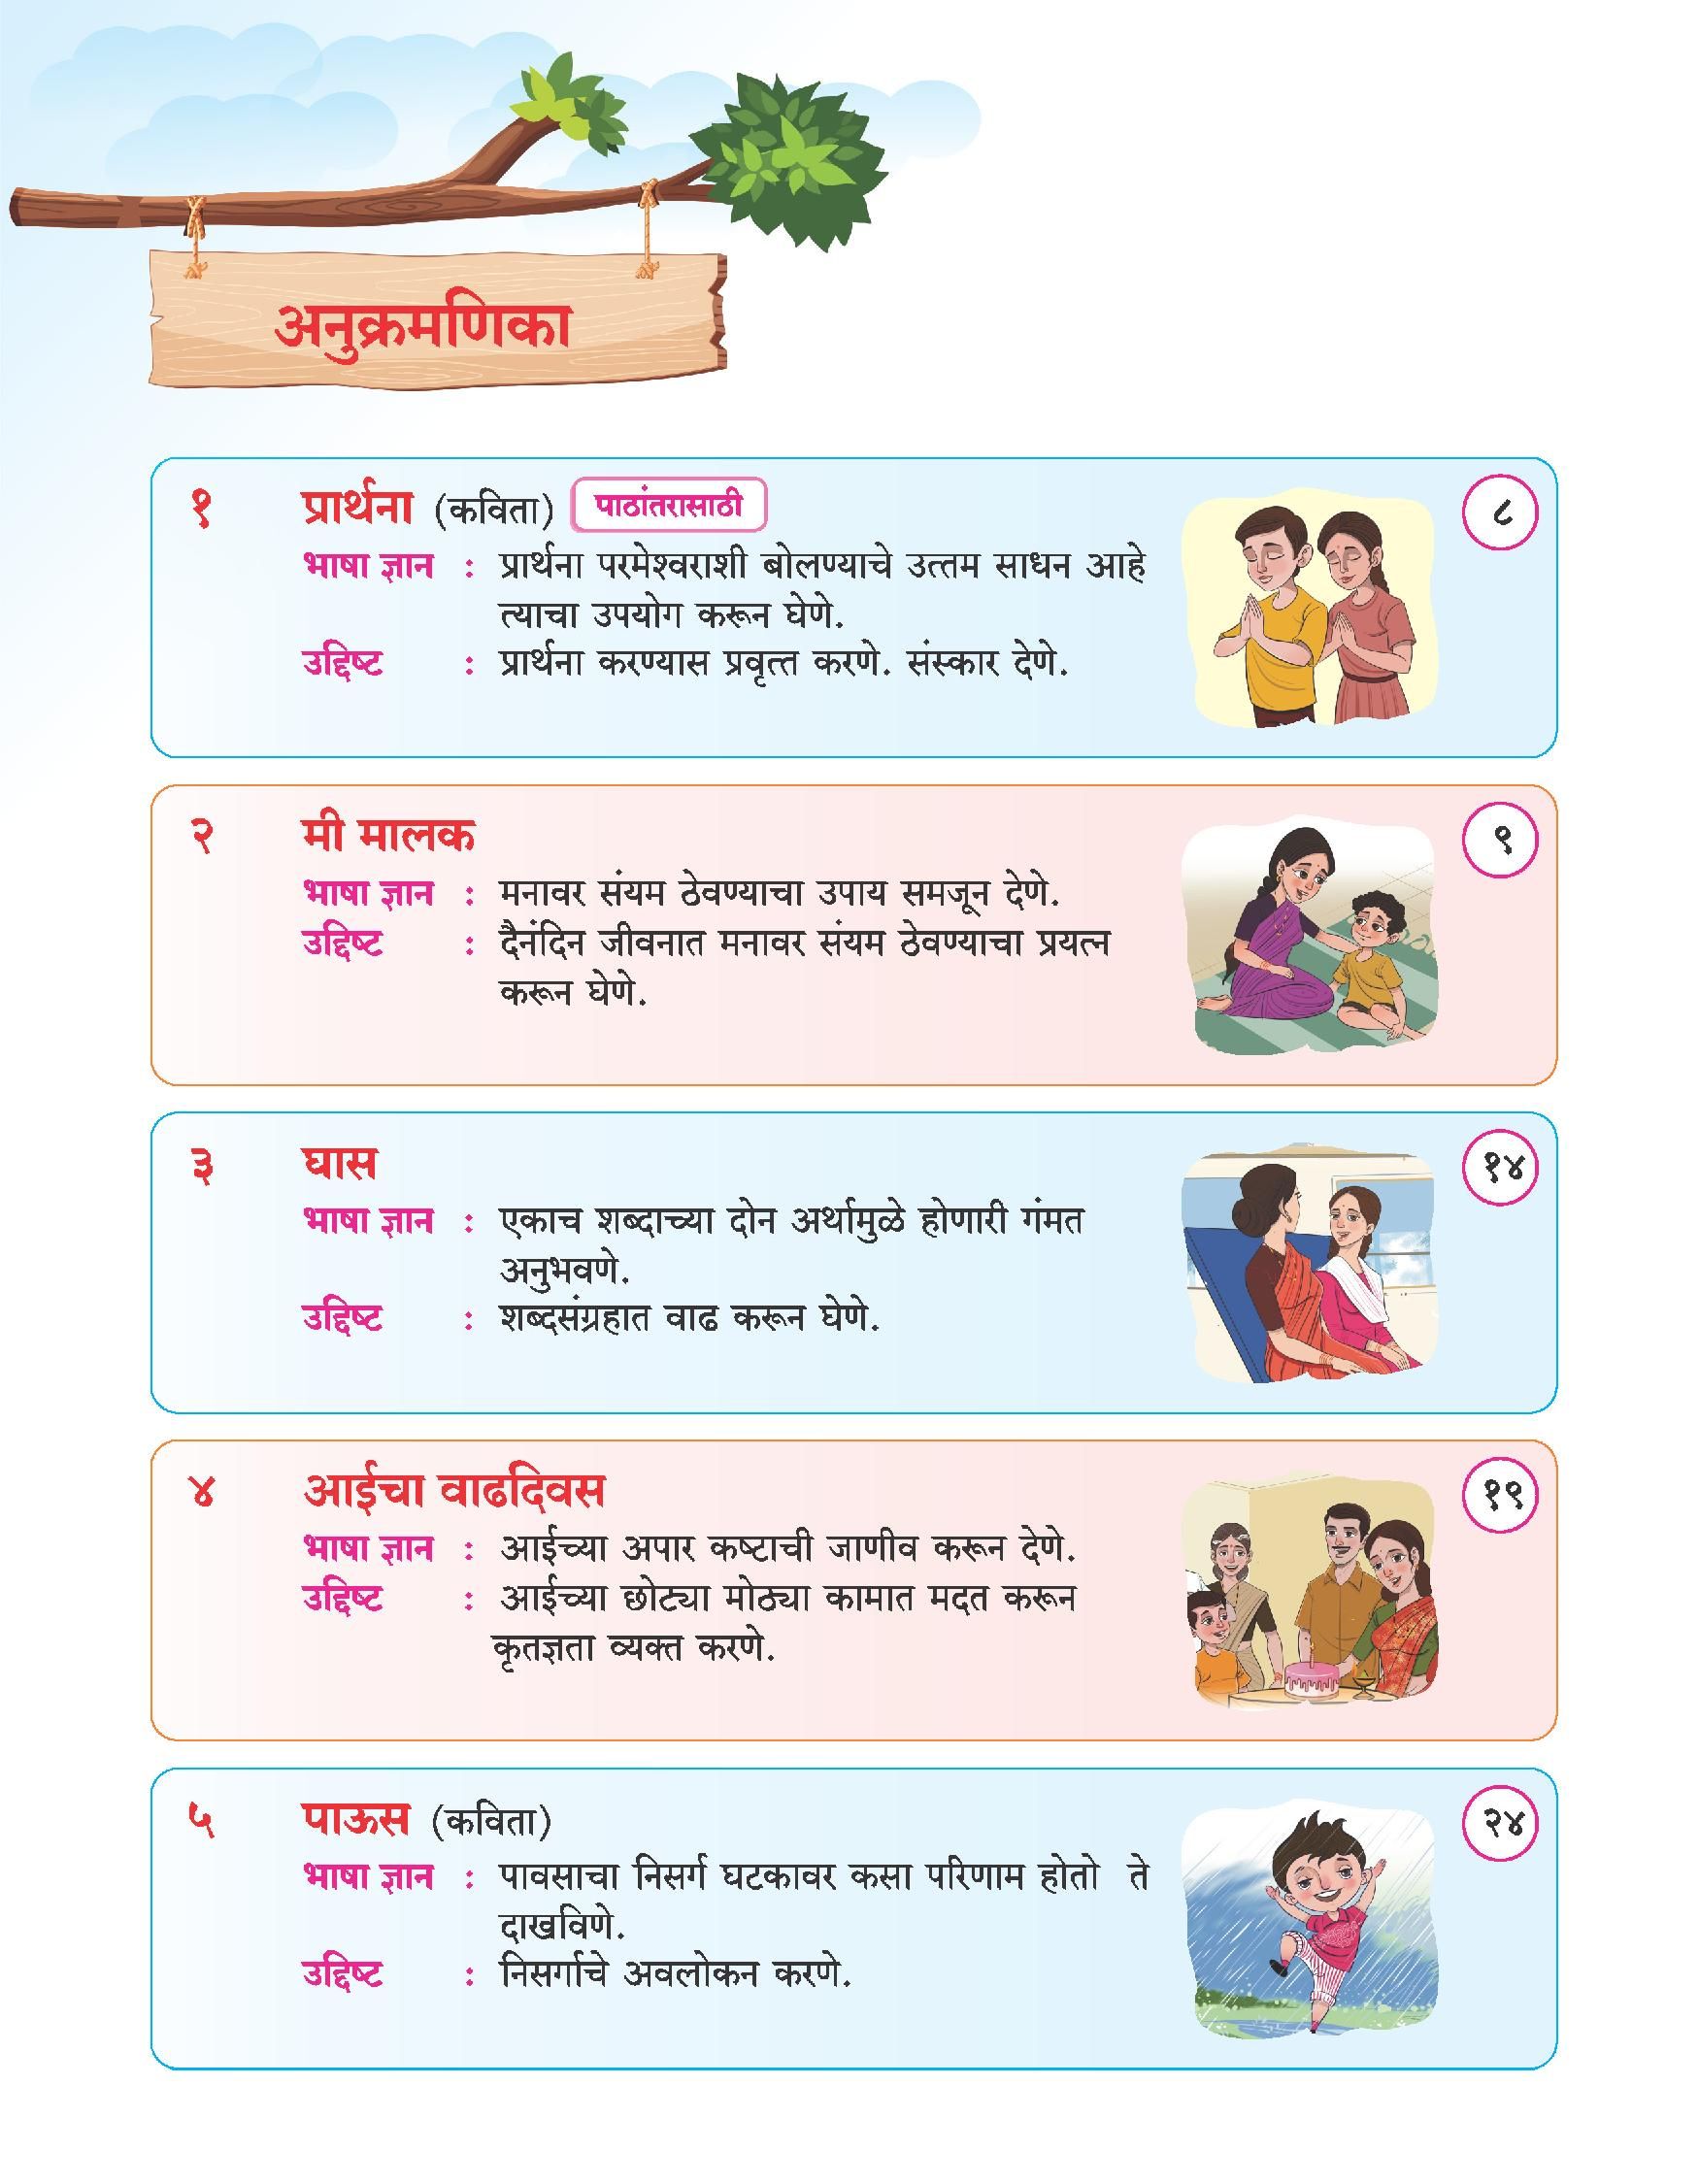 अनुक्रमणिका
१ प्रार्थना (कविता) पाठांतरासाठी ८
भाषा ज्ञान : प्रार्थना परमेश्वराशी बोलण्याचे उत्तम साधन आहे
त्याचा उपयोग करून घेणे.
उद्दिष्ट : प्रार्थना करण्यास प्रवृत्त करणे. संस्कार देणे.
२ मी मालक ९
भाषा ज्ञान : मनावर संयम ठेवण्याचा उपाय समजून देणे.
उद्दिष्ट : दैनंदिन जीवनात मनावर संयम ठेवण्याचा प्रयत्न
करून घेणे.
३ घास १४
भाषा ज्ञान : एकाच शब्दाच्या दोन अर्थामुळे होणारी गंमत
अनुभवणे.
उद्दिष्ट : शब्दसंग्रहात वाढ करून घेणे.
४ आईचा वाढदिवस १९
भाषा ज्ञान : आईच्या अपार कष्टाची जाणीव करून देणे.
उद्दिष्ट : आईच्या छोट्या मोठ्या कामात मदत करून
कृतज्ञता व्यक्त करणे.
५ पाऊस (कविता) २४
भाषा ज्ञान : पावसाचा निसर्ग घटकावर कसा परिणाम होतो ते
दाखविणे.
उद्दिष्ट : निसर्गाचे अवलोकन करणे.